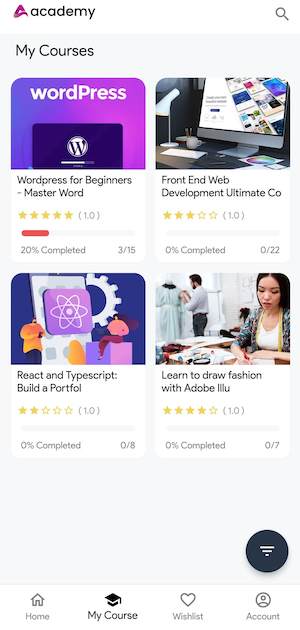 academy
My Courses
wordPress
Wordpress for Beginners
- Master Word
( 1.0 )
20% Completed 3/15
Front End Web
Development Ultimate Co
( 1.0 )
0% Completed 0/22
React and Typescript:
Build a Portfol
( 1.0 )
0% Completed 0/8
Learn to draw fashion
with Adobe Illu
( 1.0 )
0% Completed 0/7
Home
My Course
Wishlist
Account